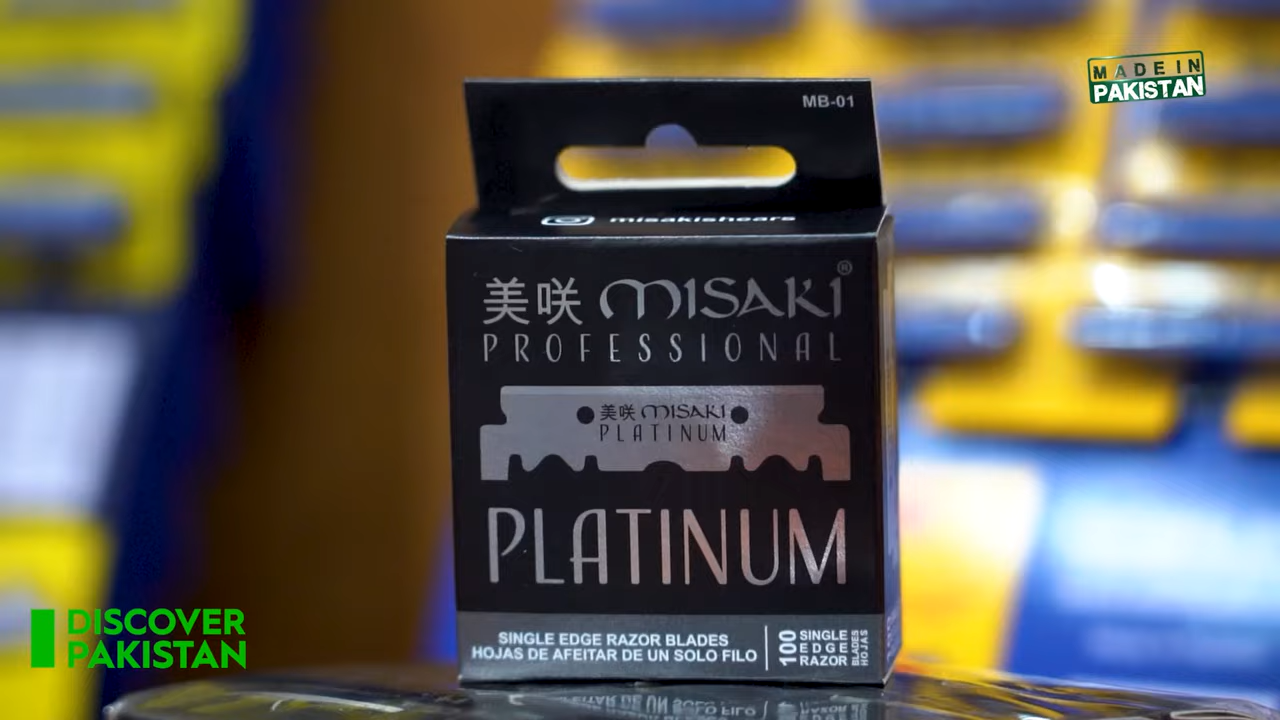 MADE IN
PAKISTAN
MB-01
misakishears
美咲 MISAKI®
PROFESSIONAL
美咲 MISAKI
PLATINUM
PLATINUM
SINGLE EDGE RAZOR BLADES
HOJAS DE AFEITAR DE UN SOLO FILO
100 SINGLE EDGE RAZOR BLADES HOJAS
DISCOVER
PAKISTAN